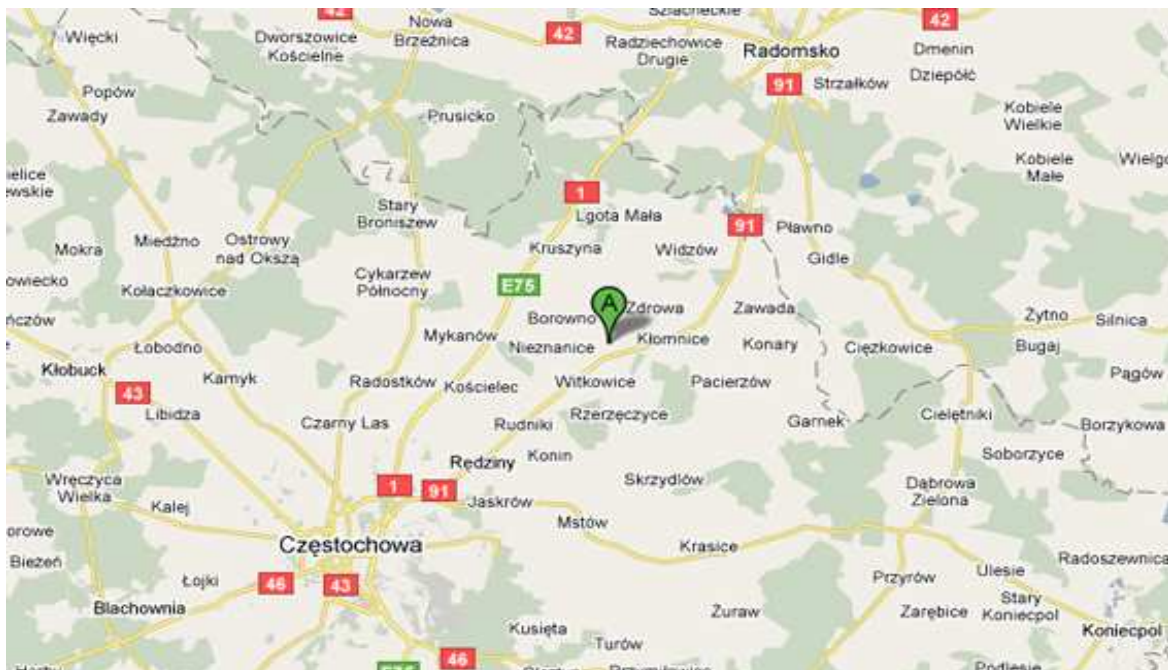 42
Nowa
Brzeźnica
42
Szlacheckie
42
Więcki
Dworszowice
Kościelne
Radziechowice
Drugie
Radomsko
Dmenin
Dziepółć
91
Strzałków
Popów
Zawady
Prusicko
Kobiele
Wielkie
Kobiele
Małe
1
Stary
Broniszew
Lgota Mała
91
Pławno
Mokra
Miedźno
Ostrowy
nad Okszą
Kruszyna
Widzów
Gidle
Kołaczkowice
Cykarzew
Północny
E75
A
Borowno
Zdrowa
Zawada
Żytno
Silnica
Mykanów
Nieznanice
Kłomnice
Konary
Ciężkowice
Bugaj
Łobodno
Kłobuck
43
Kamyk
Radostków
Kościelec
Witkowice
Pacierzów
Pągów
Libidza
Czarny Las
Rudniki
Rzerzęczyce
Garnek
Cielętniki
Borzykowa
Rędziny
Konin
Soborzyce
Wręczyca
Wielka
Kalej
1
91
Jaskrów
Skrzydlów
Dąbrowa
Zielona
Mstów
Częstochowa
Krasice
Bieżeń
Łojki
46
43
Radoszewnica
Przyrów
Ulesie
Blachownia
Żuraw
Zarębice
Stary
Koniecpol
Koniecpol
Kusięta
Turów
46
E75
Podlesie